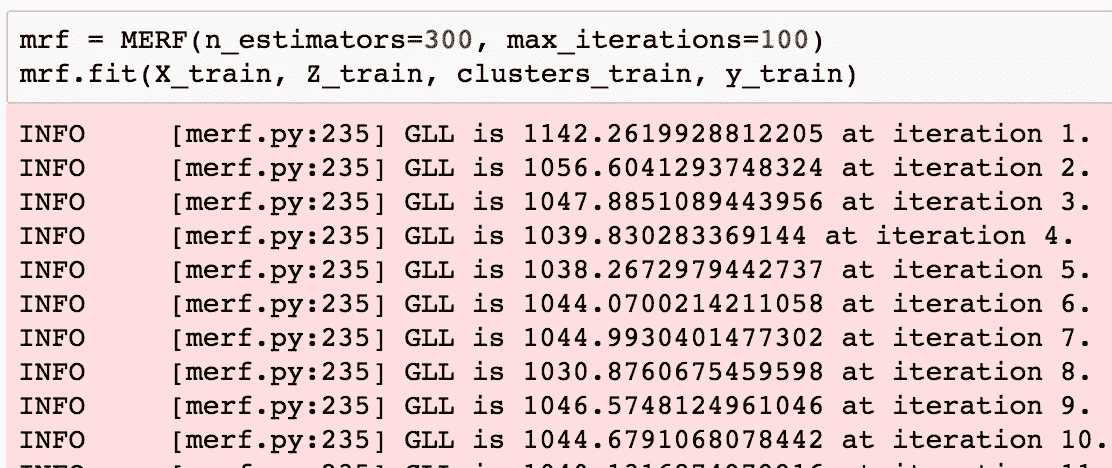 mrf = MERF(n_estimators=300, max_iterations=100)
mrf.fit(X_train, Z_train, clusters_train, y_train)
INFO [merf.py:235] GLL is 1142.2619928812205 at iteration 1.
INFO [merf.py:235] GLL is 1056.6041293748324 at iteration 2.
INFO [merf.py:235] GLL is 1047.8851089443956 at iteration 3.
INFO [merf.py:235] GLL is 1039.830283369144 at iteration 4.
INFO [merf.py:235] GLL is 1038.2672979442737 at iteration 5.
INFO [merf.py:235] GLL is 1044.0700214211058 at iteration 6.
INFO [merf.py:235] GLL is 1044.9930401477302 at iteration 7.
INFO [merf.py:235] GLL is 1030.8760675459598 at iteration 8.
INFO [merf.py:235] GLL is 1046.5748124961046 at iteration 9.
INFO [merf.py:235] GLL is 1044.6791068078442 at iteration 10.